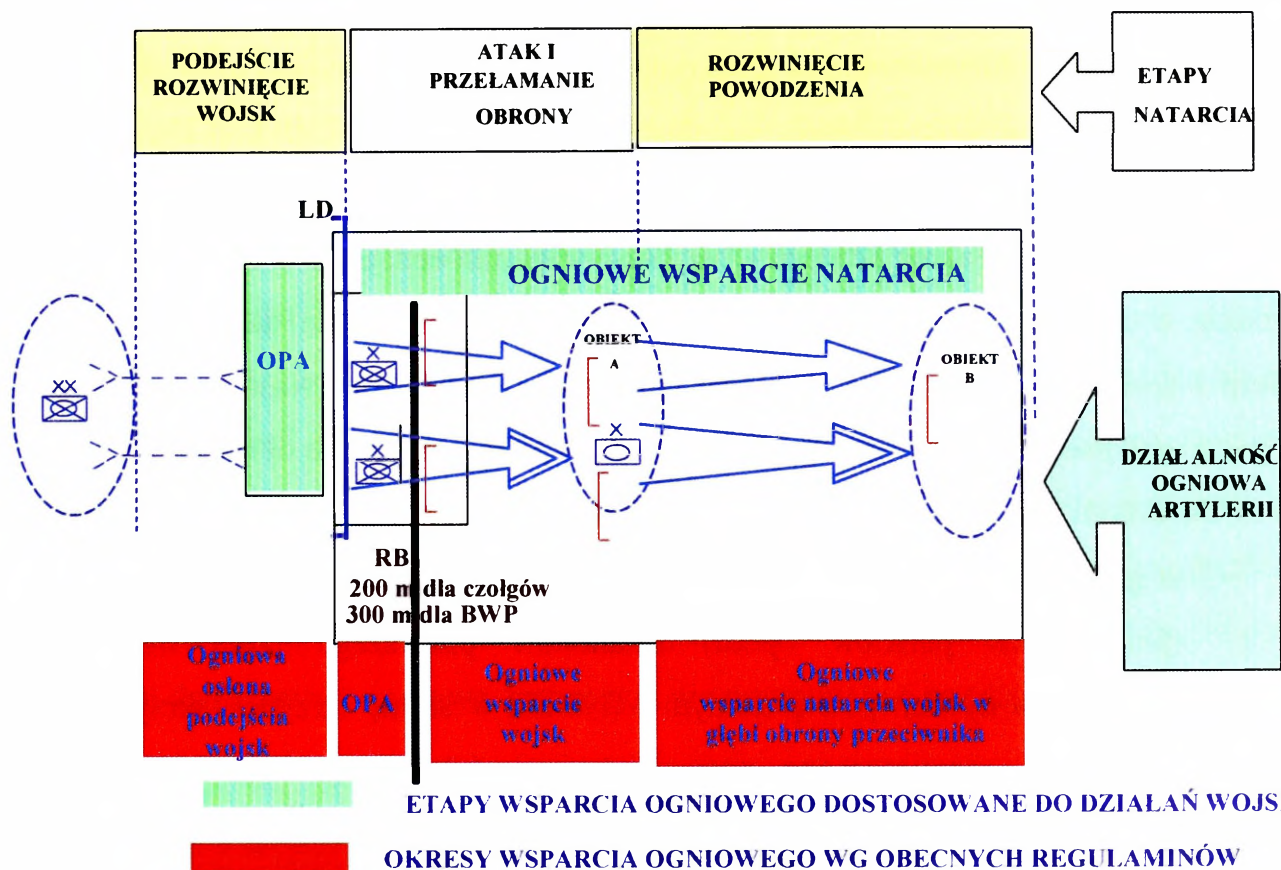 PODEJŚCIE
ROZWINIĘCIE
WOJSK
ATAK I
PRZEŁAMANIE
OBRONY
ROZWINIĘCIE
POWODZENIA
ETAPY
NATARCIA
LD
OGNIOWE WSPARCIE NATARCIA
OPA
XX
X
X
OBIEKT
A
X
OBIEKT
B
DZIAŁALNOŚĆ
OGNIOWA
ARTYLERII
RB
200 m dla czołgów
300 m dla BWP
Ogniowa
osłona
podejścia
wojsk
OPA
Ogniowe
wsparcie
wojsk
Ogniowe
wsparcie natarcia wojsk w
głębi obrony przeciwnika
ETAPY WSPARCIA OGNIOWEGO DOSTOSOWANE DO DZIAŁAŃ WOJS
OKRESY WSPARCIA OGNIOWEGO WG OBECNYCH REGULAMINÓW